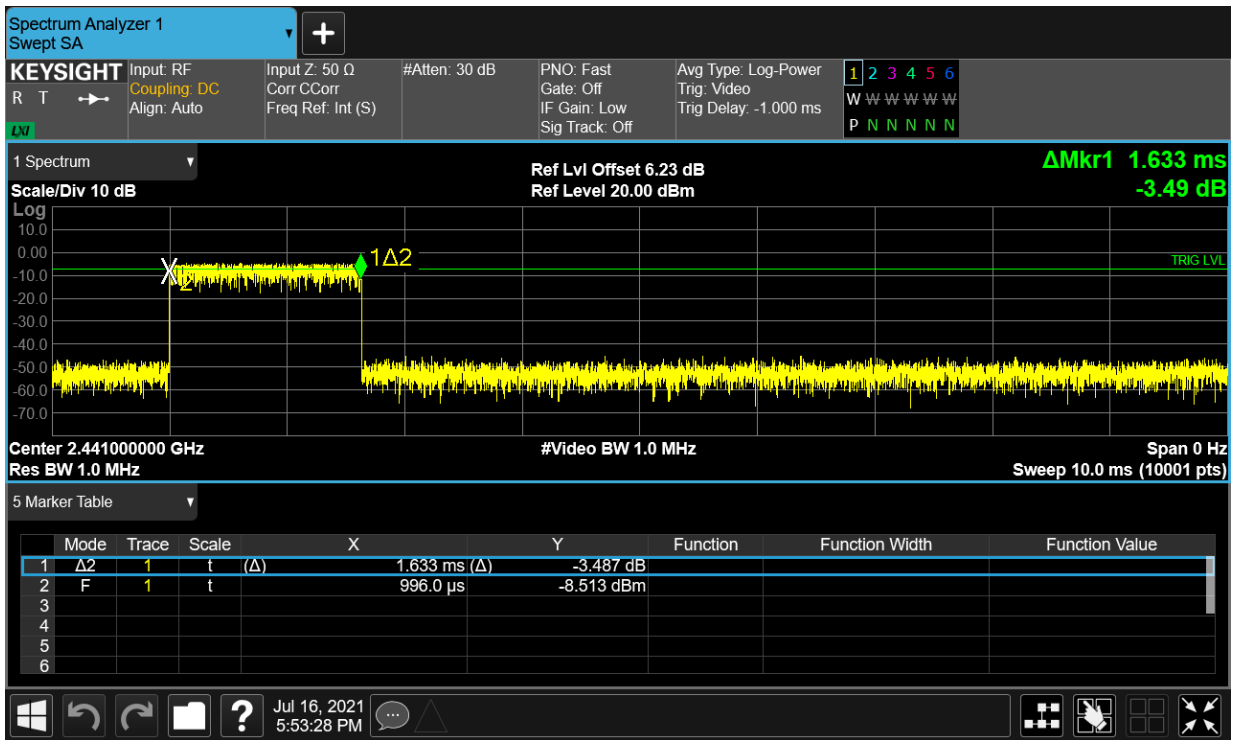 Spectrum Analyzer 1
Swept SA
▼
+
KEYSIGHT
R T
LXI
Input: RF
Coupling: DC
Align: Auto
Input Z: 50 Ω
Corr CCorr
Freq Ref: Int (S)
#Atten: 30 dB
PNO: Fast
Gate: Off
IF Gain: Low
Sig Track: Off
Avg Type: Log-Power
Trig: Video
Trig Delay: -1.000 ms
1 2 3 4 5 6
W W W W W W
P N N N N N
1 Spectrum ▼
Scale/Div 10 dB
Ref Lvl Offset 6.23 dB
Ref Level 20.00 dBm
ΔMkr1 1.633 ms
-3.49 dB
Log
10.0
0.00
-10.0
-20.0
-30.0
-40.0
-50.0
-60.0
-70.0
X
2
1Δ2
TRIG LVL
Center 2.441000000 GHz
Res BW 1.0 MHz
#Video BW 1.0 MHz
Span 0 Hz
Sweep 10.0 ms (10001 pts)
5 Marker Table ▼
Mode Trace Scale X Y Function Function Width Function Value
1 Δ2 1 t (Δ) 1.633 ms (Δ) -3.487 dB
2 F 1 t 996.0 µs -8.513 dBm
3
4
5
6
?
Jul 16, 2021
5:53:28 PM